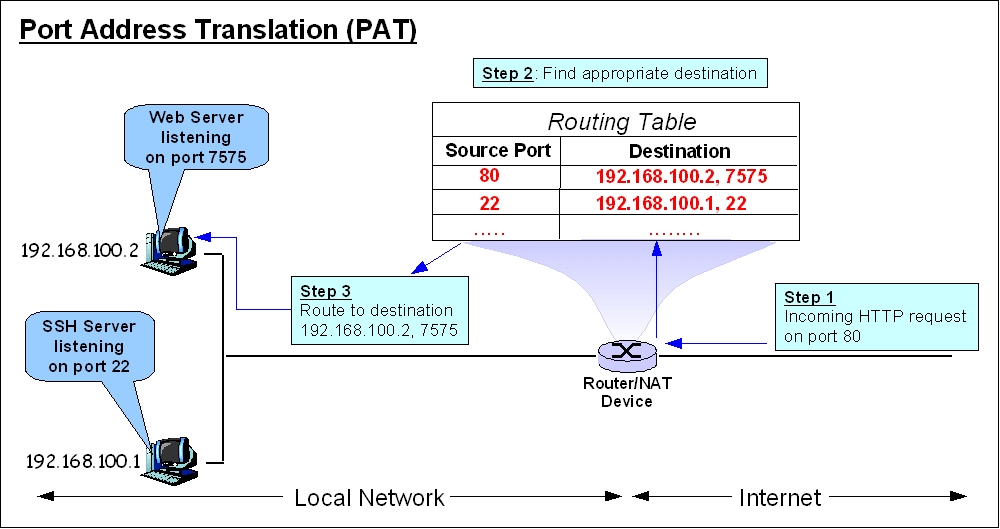 Port Address Translation (PAT)
Step 2: Find appropriate destination
Web Server
listening
on port 7575
Routing Table
Source Port Destination
80 192.168.100.2, 7575
22 192.168.100.1, 22
..... ........
192.168.100.2
Step 3
Route to destination
192.168.100.2, 7575
Step 1
Incoming HTTP request
on port 80
SSH Server
listening
on port 22
Router/NAT
Device
192.168.100.1
Local Network
Internet